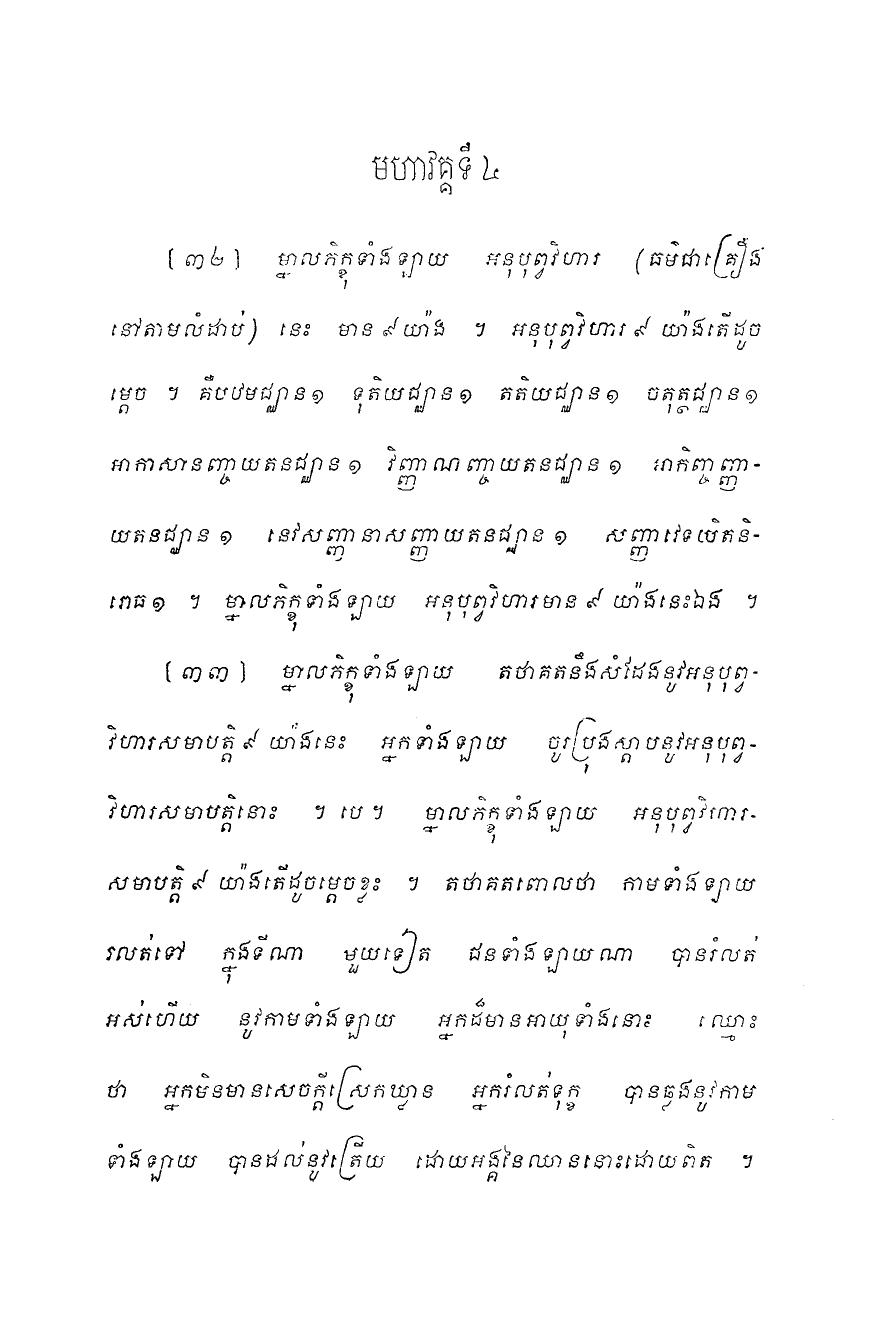 មហាវគ្គទី ៤
[៣២] ម្នាលភិក្ខុទាំងឡាយ អនុបុព្វវិហារ (ធម៌ជាគ្រឿង
នៅតាមលំដាប់) នេះ មាន ៩ យ៉ាង ។ អនុបុព្វវិហារ ៩ យ៉ាងតើដូច
ម្តេច ។ គឺបឋមជ្ឈាន ១ ទុតិយជ្ឈាន ១ តតិយជ្ឈាន ១ ចតុត្ថជ្ឈាន ១
អាកាសានញ្ចាយតនជ្ឈាន ១ វិញ្ញាណញ្ចាយតនជ្ឈាន ១ អាកិញ្ចញ្ញា-
យតនជ្ឈាន ១ នេវសញ្ញានាសញ្ញាយតនជ្ឈាន ១ សញ្ញាវេទយិតនិ-
រោធ ១ ។ ម្នាលភិក្ខុទាំងឡាយ អនុបុព្វវិហារមាន ៩ យ៉ាងនេះឯង ។
[៣៣] ម្នាលភិក្ខុទាំងឡាយ តថាគតនឹងសំដែងនូវអនុបុព្វ-
វិហារសមាបត្តិ ៩ យ៉ាងនេះ អ្នកទាំងឡាយ ចូរប្រុងស្តាបនូវអនុបុព្វ-
វិហារសមាបត្តិនោះ ។ បេ ។ ម្នាលភិក្ខុទាំងឡាយ អនុបុព្វវិហារ-
សមាបត្តិ ៩ យ៉ាងតើដូចម្តេចខ្លះ ។ តថាគតពោលថា កាមទាំងឡាយ
រលត់ទៅ ក្នុងទីណា មួយទៀត ជនទាំងឡាយណា បានរំលត់
អស់ហើយ នូវកាមទាំងឡាយ អ្នកដ៏មានអាយុទាំងនោះ ឈ្មោះ
ថា អ្នកមិនមានសេចក្តីស្រេកឃ្លាន អ្នករំលត់ទុក្ខ បានឆ្លងនូវកាម
ទាំងឡាយ បានដល់នូវត្រើយ ដោយអង្គនៃឈាននោះដោយពិត ។